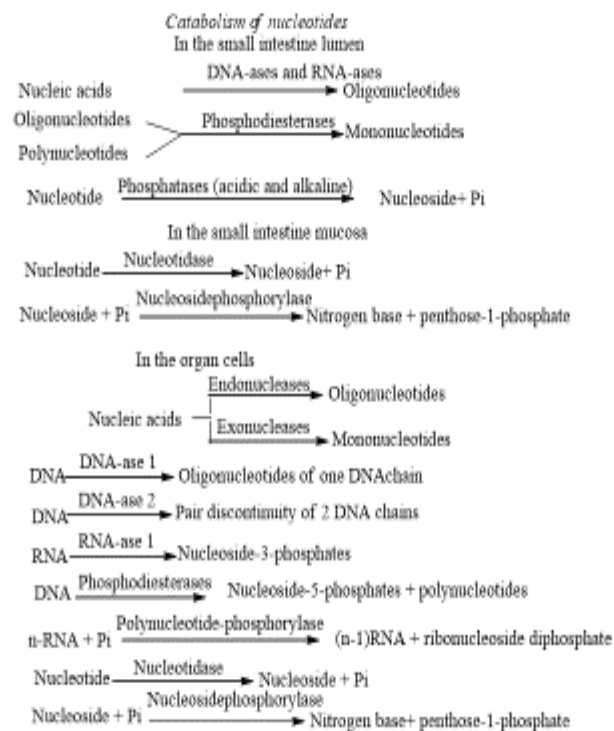 Catabolism of nucleotides
In the small intestine lumen
DNA-ases and RNA-ases
Nucleic acids Oligonucleotides
Oligonucleotides
Phosphodiesterases
Mononucleotides
Polynucleotides
Phosphatases (acidic and alkaline)
Nucleotide Nucleoside+ Pi
In the small intestine mucosa
Nucleotidase
Nucleotide Nucleoside+ Pi
Nucleosidephosphorylase
Nucleoside + Pi Nitrogen base + penthose-1-phosphate
In the organ cells
Endonucleases
Oligonucleotides
Nucleic acids
Exonucleases
Mononucleotides
DNA-ase 1
DNA Oligonucleotides of one DNAchain
DNA-ase 2
DNA Pair discontinuity of 2 DNA chains
RNA-ase 1
RNA Nucleoside-3-phosphates
Phosphodiesterases
DNA Nucleoside-5-phosphates + polynucleotides
Polynucleotide-phosphorylase
n-RNA + Pi (n-1)RNA + ribonucleoside diphosphate
Nucleotidase
Nucleotide Nucleoside + Pi
Nucleosidephosphorylase
Nucleoside + Pi Nitrogen base+ penthose-1-phosphate